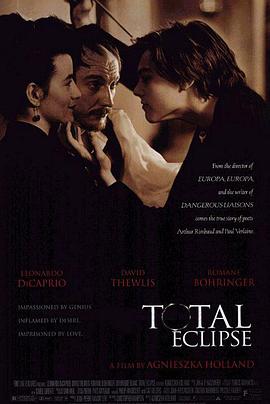 From the director of
EUROPA, EUROPA,
and the writer of
DANGEROUS LIAISONS
comes the true story of poets
Arthur Rimbaud and Paul Verlaine.
LEONARDO DICAPRIO
DAVID THEWLIS
ROMANE BOHRINGER
IMPASSIONED BY GENIUS.
INFLAMED BY DESIRE.
IMPRISONED BY LOVE.
TOTAL
ECLIPSE
A FILM BY AGNIESZKA HOLLAND